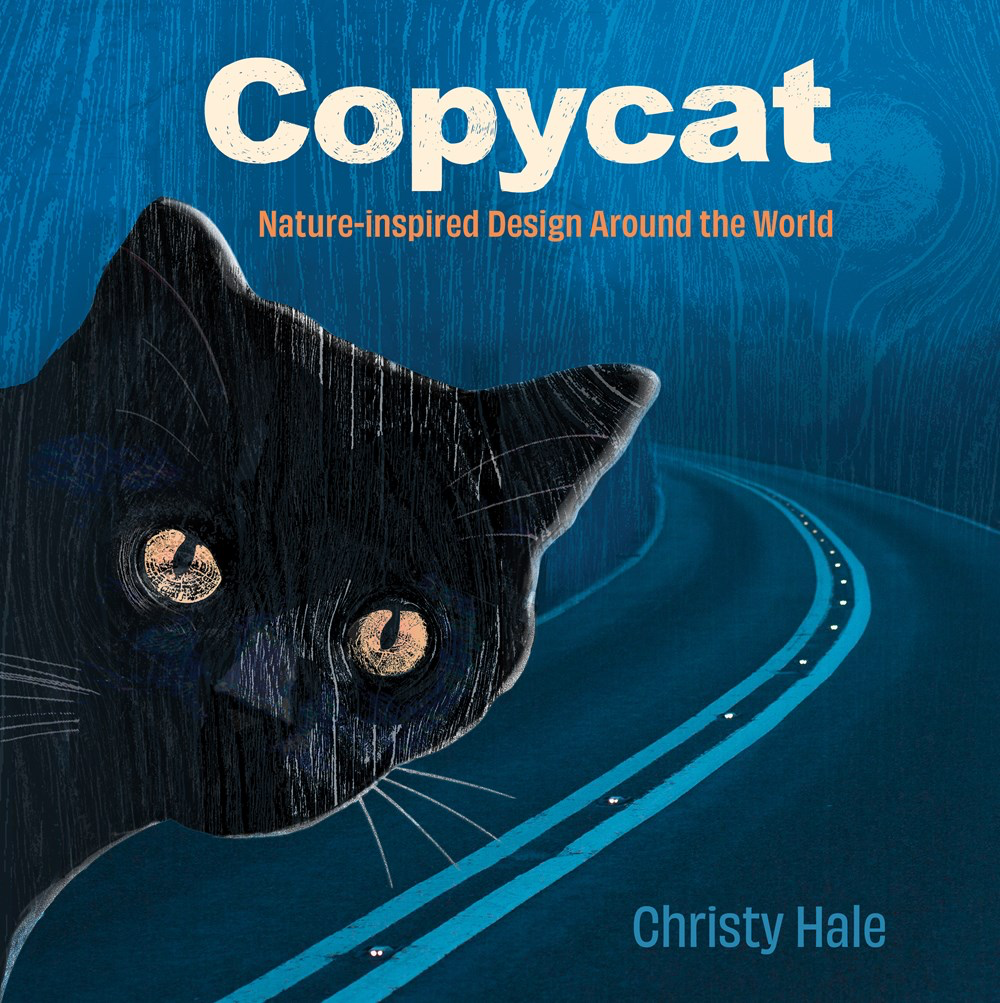 Copycat
Nature-inspired Design Around the World
Christy Hale